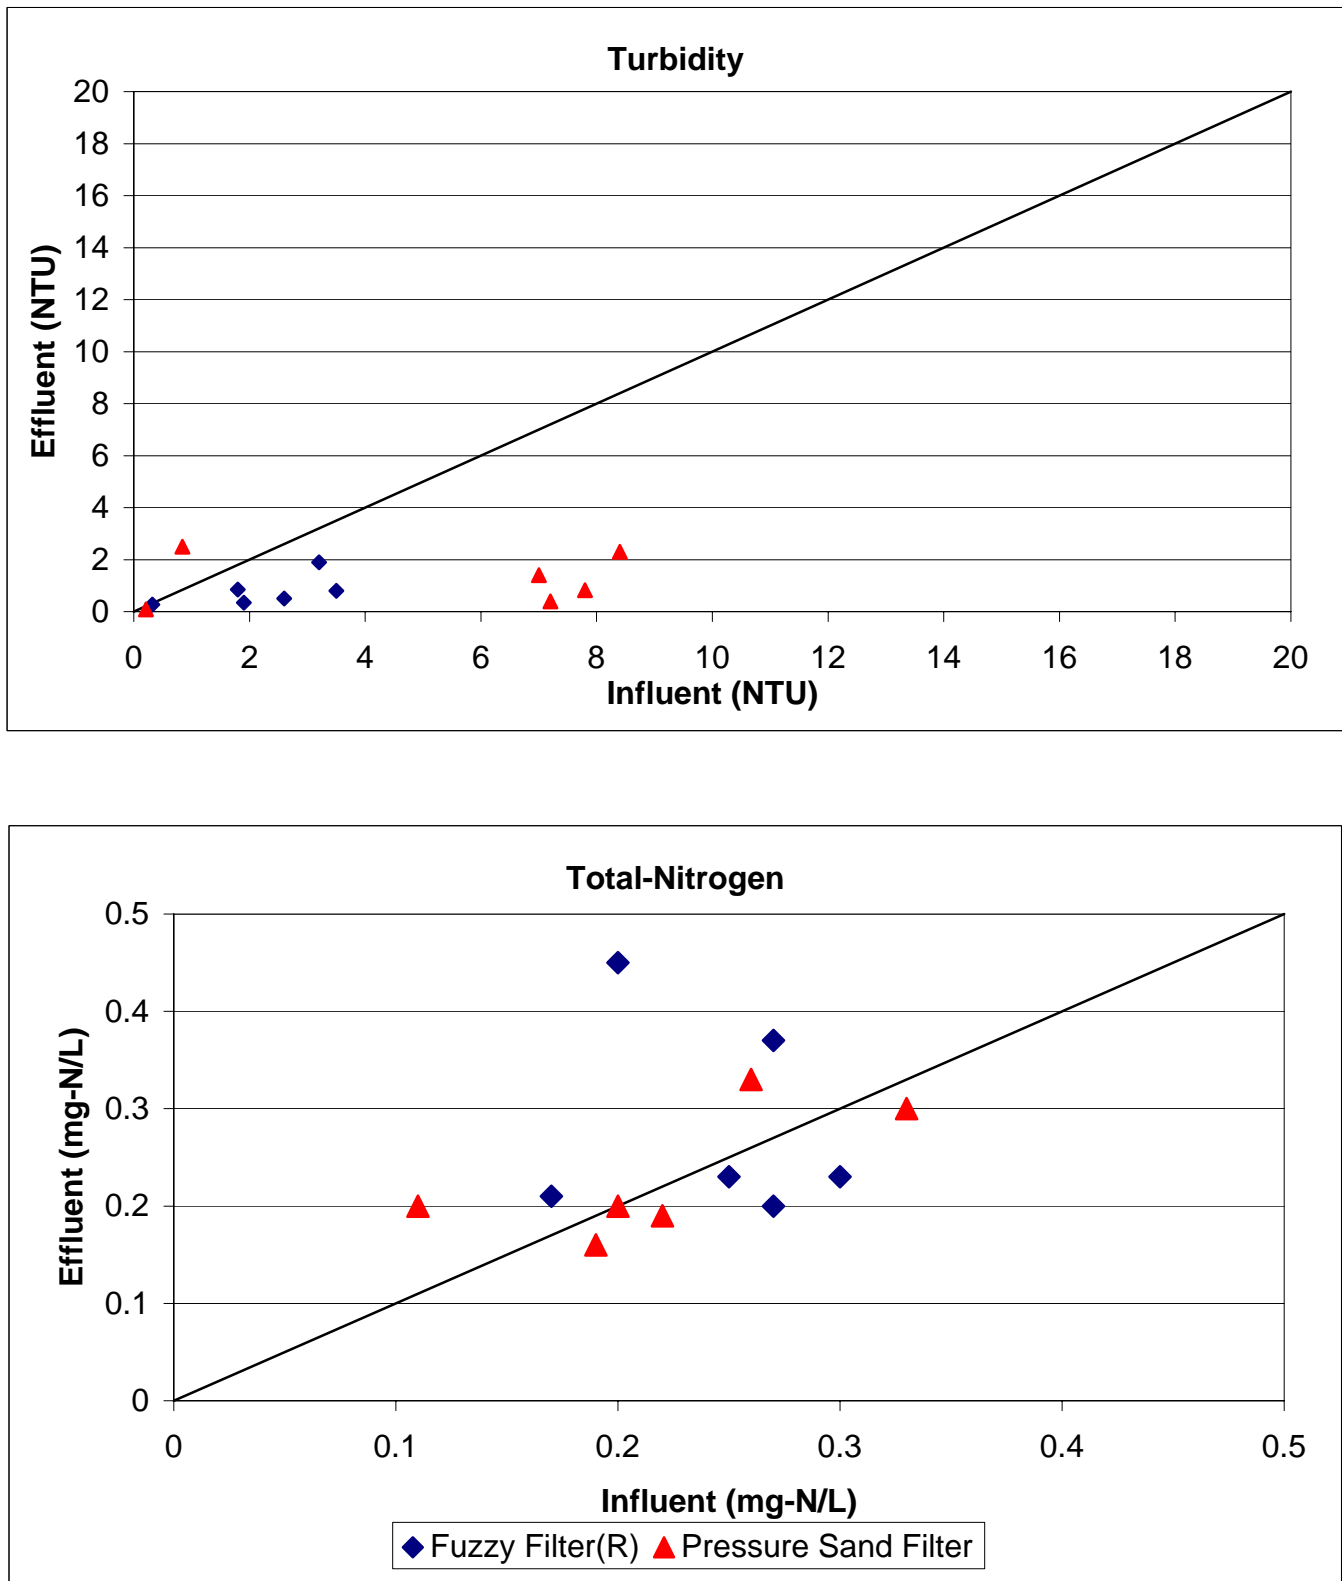 Turbidity
20
18
16
14
12
10
8
6
4
2
0
Effluent (NTU)
0 2 4 6 8 10 12 14 16 18 20
Influent (NTU)
Total-Nitrogen
0.5
0.4
0.3
0.2
0.1
0
Effluent (mg-N/L)
0 0.1 0.2 0.3 0.4 0.5
Influent (mg-N/L)
Fuzzy Filter(R) Pressure Sand Filter